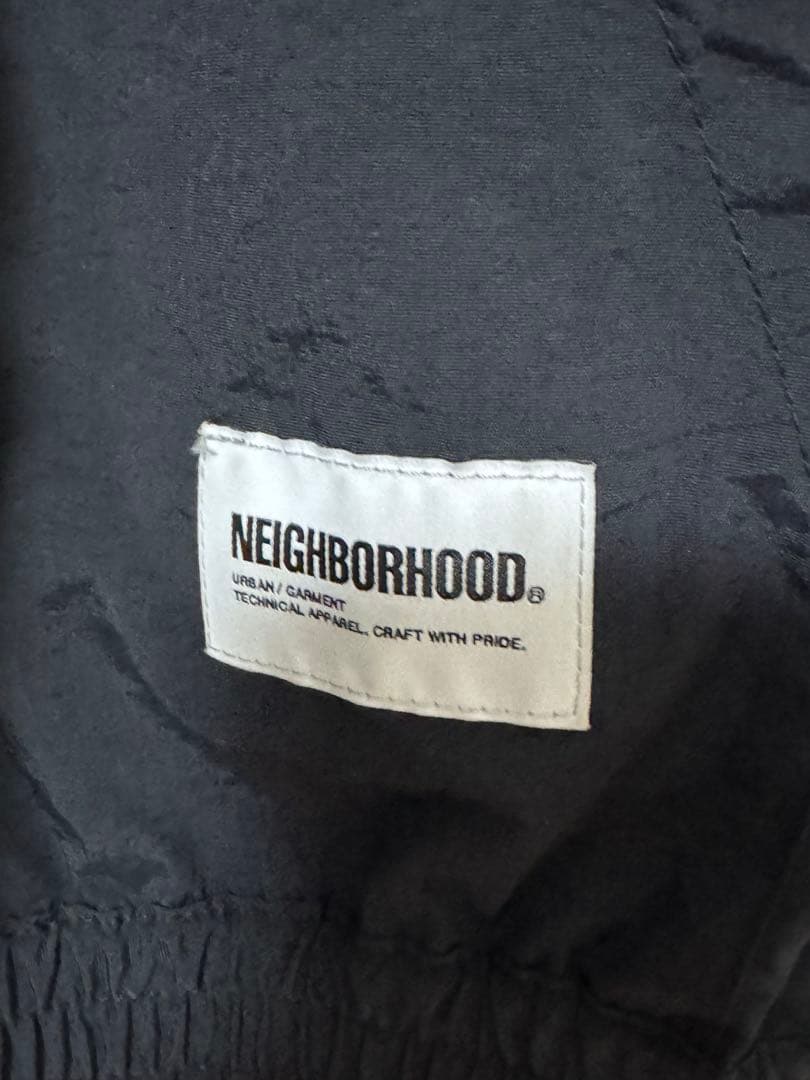 NEIGHBORHOOD®
URBAN / GARMENT
TECHNICAL APPAREL. CRAFT WITH PRIDE.